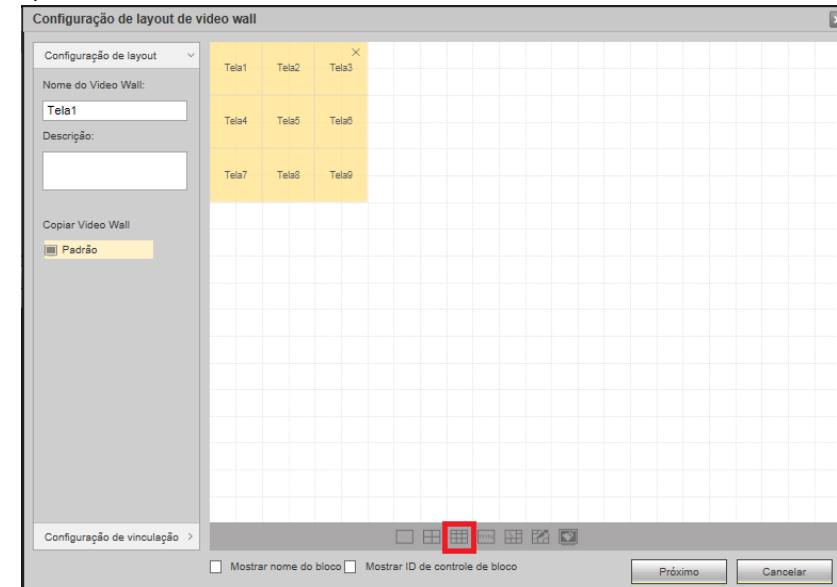 Configuração de layout de video wall
Configuração de layout
Nome do Video Wall:
Tela1
Descrição:
Copiar Video Wall
Padrão
Configuração de vinculação
Tela1 Tela2 Tela3
Tela4 Tela5 Tela6
Tela7 Tela8 Tela9
Mostrar nome do bloco Mostrar ID de controle de bloco
Próximo Cancelar